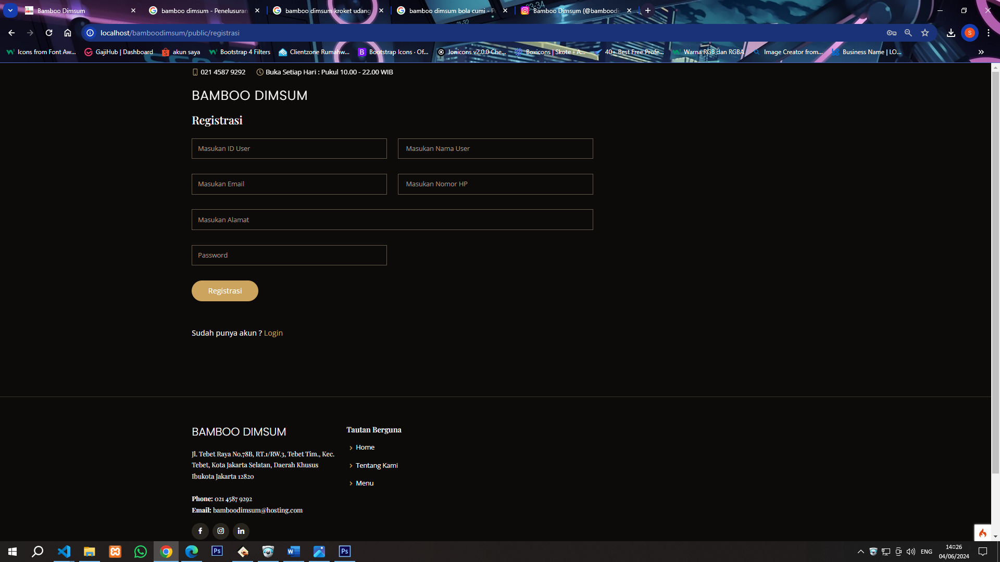 Bamboo Dimsum
bamboo dimsum - Penelusuran
bamboo dimsum kroket udang
bamboo dimsum bola cumi - P
Bamboo Dimsum (@bamboodi
localhost/bamboodimsum/public/registrasi
S
Icons from Font Aw...
GajiHub | Dashboard
akun saya
Bootstrap 4 Filters
Clientzone Rumahw...
Bootstrap Icons · Of...
Ionicons v2.0.0 Che...
Boxicons | Skote - A...
40+ Best Free Profe...
Warna RGB dan RGBA
Image Creator from...
Business Name | LO...
021 4587 9292
Buka Setiap Hari : Pukul 10.00 - 22.00 WIB
BAMBOO DIMSUM
Registrasi
Masukan ID User
Masukan Nama User
Masukan Email
Masukan Nomor HP
Masukan Alamat
Password
Registrasi
Sudah punya akun ? Login
BAMBOO DIMSUM
Jl. Tebet Raya No.78B, RT.1/RW.3, Tebet Tim., Kec.
Tebet, Kota Jakarta Selatan, Daerah Khusus
Ibukota Jakarta 12820
Phone: 021 4587 9292
Email: bamboodimsum@hosting.com
Tautan Berguna
Home
Tentang Kami
Menu
ENG
14:26
04/06/2024